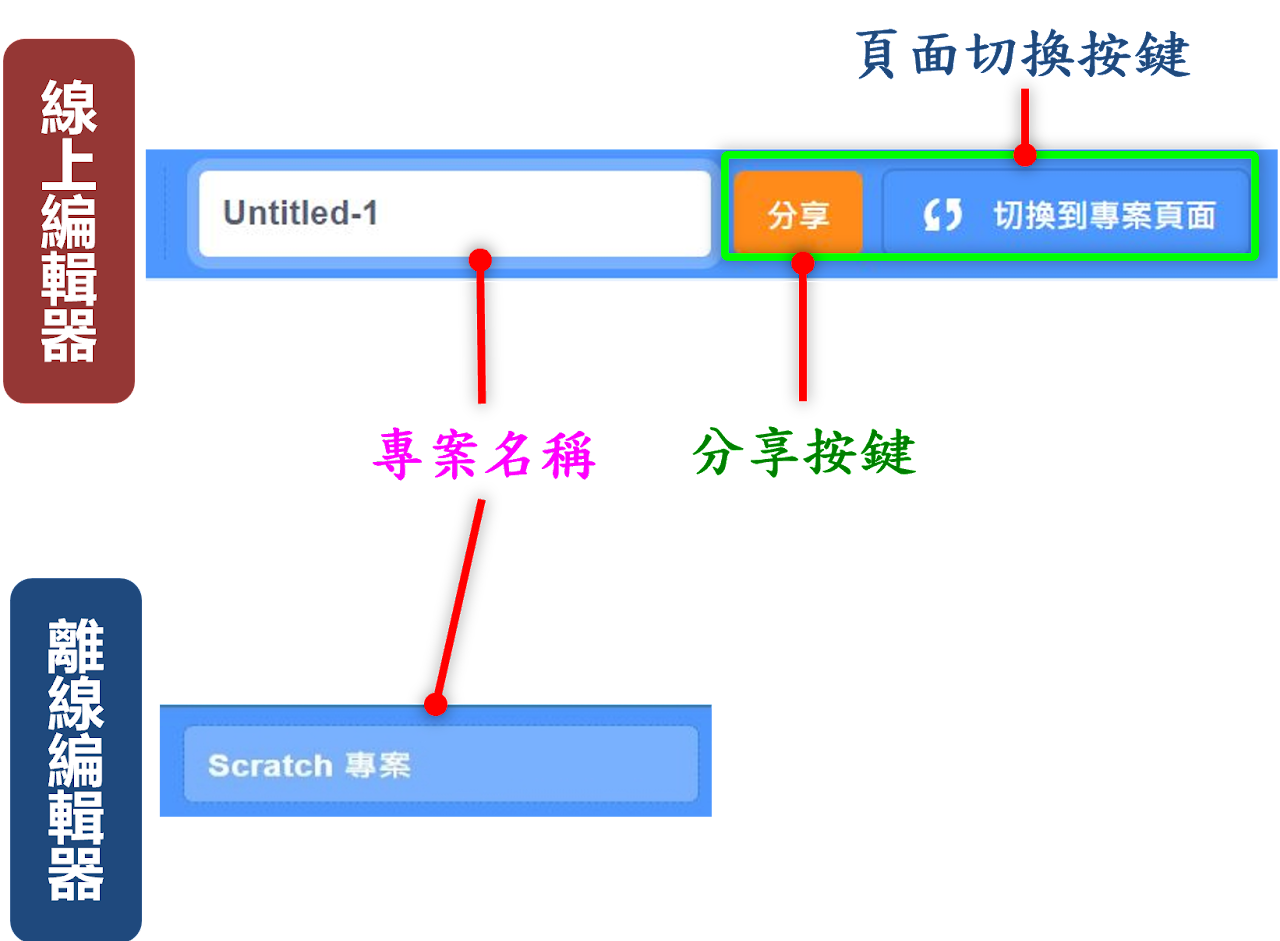 頁面切換按鍵
線上編輯器
Untitled-1
分享
切換到專案頁面
專案名稱
分享按鍵
離線編輯器
Scratch 專案